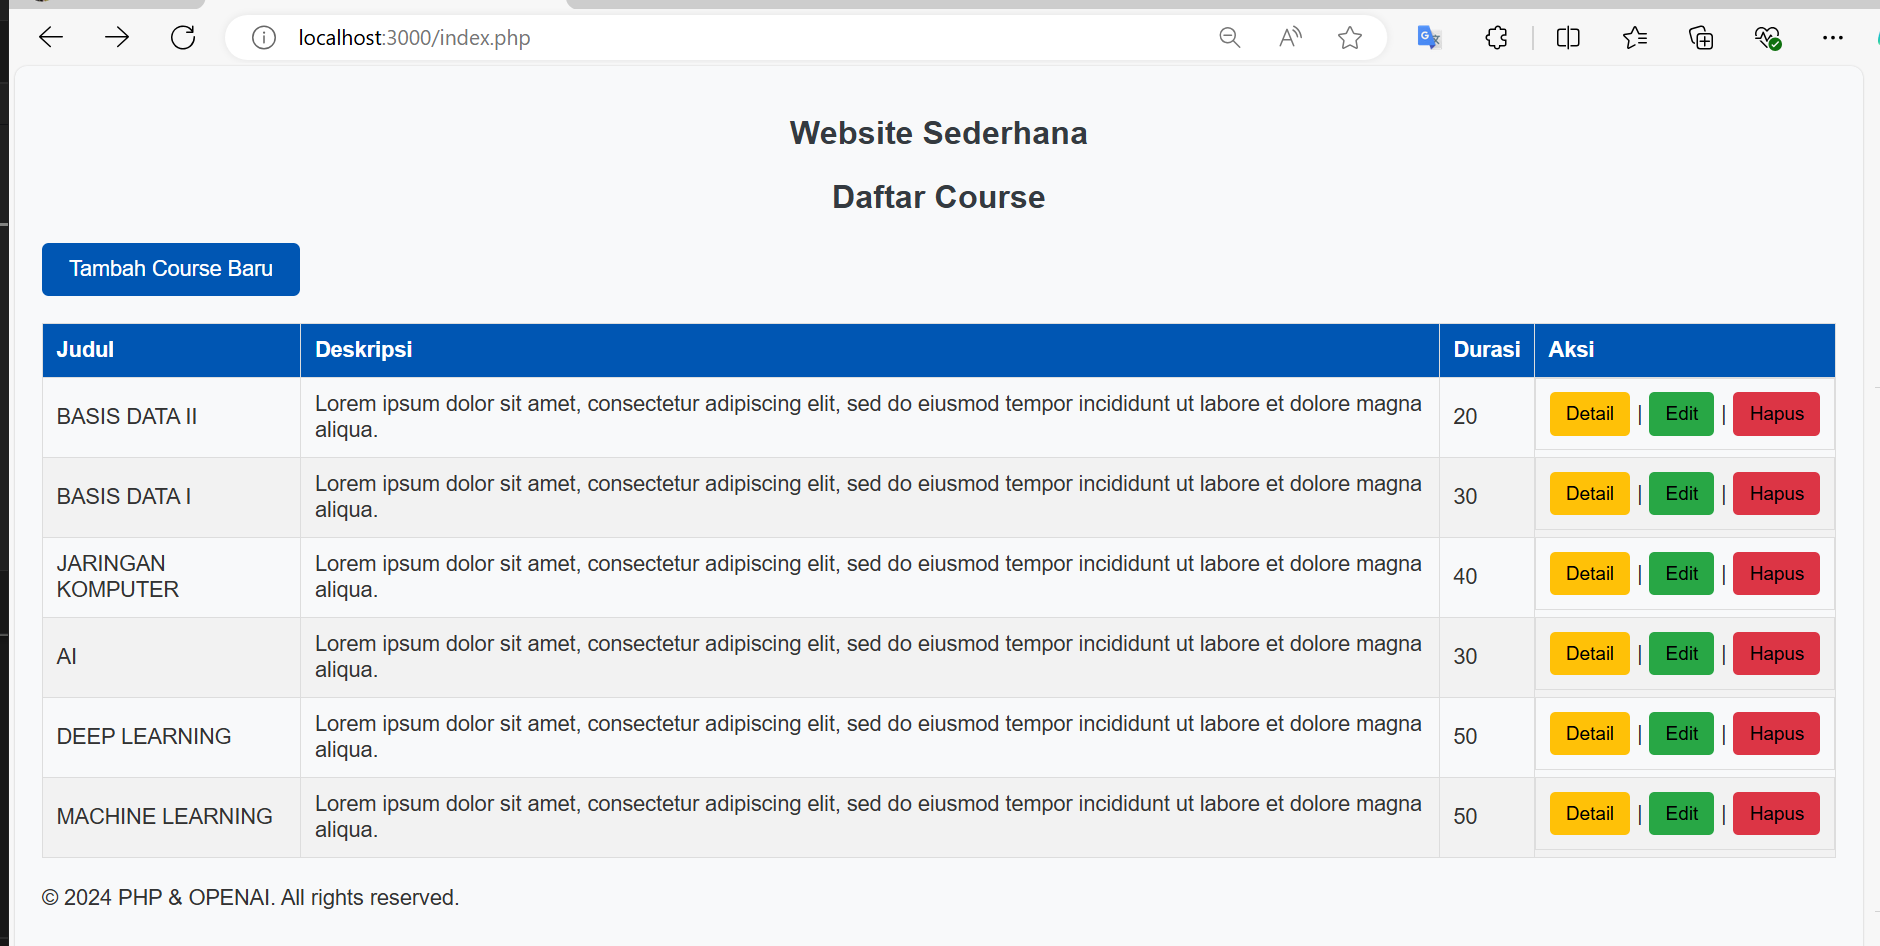 localhost:3000/index.php
Website Sederhana
Daftar Course
Tambah Course Baru
Judul Deskripsi Durasi Aksi
BASIS DATA II Lorem ipsum dolor sit amet, consectetur adipiscing elit, sed do eiusmod tempor incididunt ut labore et dolore magna 20 Detail | Edit | Hapus
aliqua.
BASIS DATA I Lorem ipsum dolor sit amet, consectetur adipiscing elit, sed do eiusmod tempor incididunt ut labore et dolore magna 30 Detail | Edit | Hapus
aliqua.
JARINGAN Lorem ipsum dolor sit amet, consectetur adipiscing elit, sed do eiusmod tempor incididunt ut labore et dolore magna 40 Detail | Edit | Hapus
KOMPUTER aliqua.
AI Lorem ipsum dolor sit amet, consectetur adipiscing elit, sed do eiusmod tempor incididunt ut labore et dolore magna 30 Detail | Edit | Hapus
aliqua.
DEEP LEARNING Lorem ipsum dolor sit amet, consectetur adipiscing elit, sed do eiusmod tempor incididunt ut labore et dolore magna 50 Detail | Edit | Hapus
aliqua.
MACHINE LEARNING Lorem ipsum dolor sit amet, consectetur adipiscing elit, sed do eiusmod tempor incididunt ut labore et dolore magna 50 Detail | Edit | Hapus
aliqua.
© 2024 PHP & OPENAI. All rights reserved.